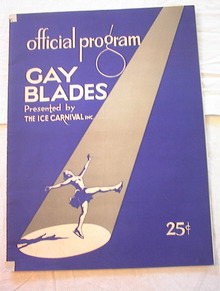 official program
GAY
BLADES
Presented by
THE ICE CARNIVAL INC.
25¢